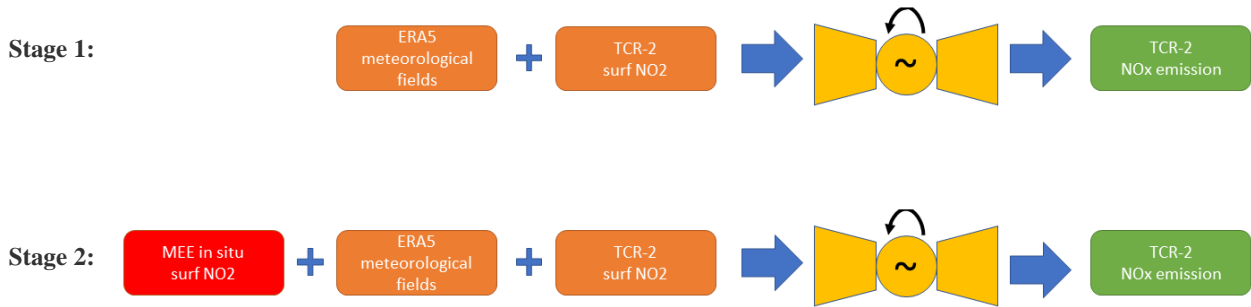 Stage 1:
ERA5
meteorological
fields
+
TCR-2
surf NO2
~
TCR-2
NOx emission
Stage 2:
MEE in situ
surf NO2
+
ERA5
meteorological
fields
+
TCR-2
surf NO2
~
TCR-2
NOx emission